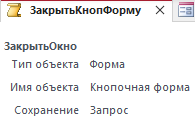 ЗакрытьКнопФорму
ЗакрытьОкно
Тип объекта Форма
Имя объекта Кнопочная форма
Сохранение Запрос